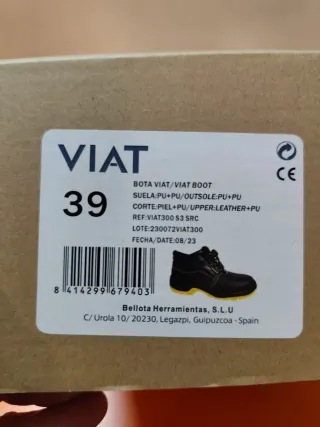 VIAT
39
BOTA VIAT/VIAT BOOT
SUELA:PU+PU/OUTSOLE:PU+PU
CORTE:PIEL+PU/UPPER:LEATHER+PU
REF:VIAT300 S3 SRC
LOTE:230072VIAT300
FECHA/DATE:08/23
CE
8 414299 679403
Bellota Herramientas, S.L.U
C/ Urola 10/ 20230, Legazpi, Guipuzcoa - Spain